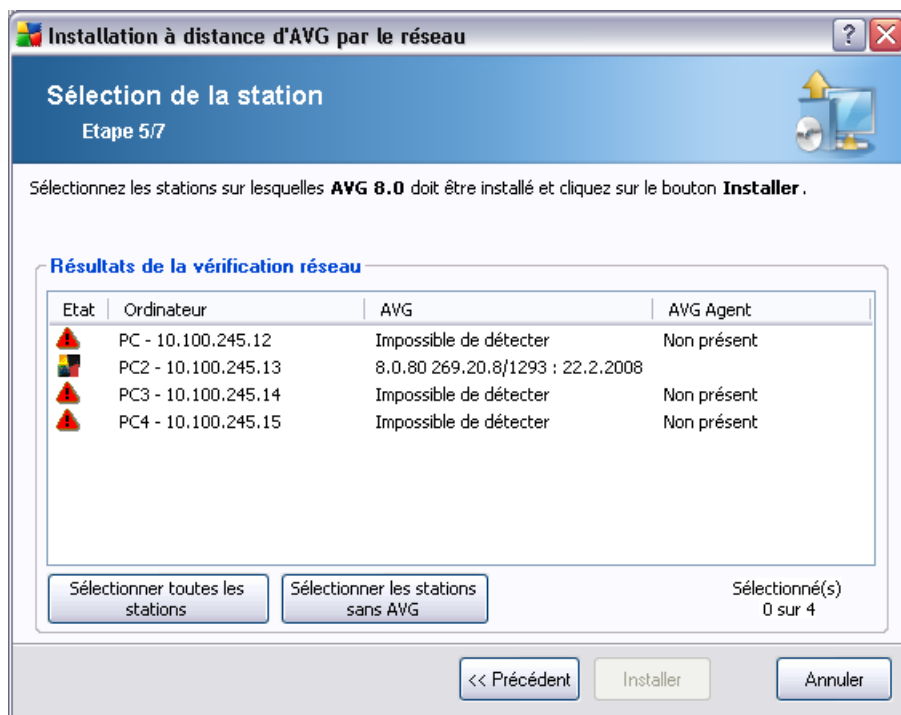 Installation à distance d'AVG par le réseau
?
Sélection de la station
Etape 5/7
Sélectionnez les stations sur lesquelles AVG 8.0 doit être installé et cliquez sur le bouton Installer.
Résultats de la vérification réseau
Etat Ordinateur AVG AVG Agent
PC - 10.100.245.12 Impossible de détecter Non présent
PC2 - 10.100.245.13 8.0.80 269.20.8/1293 : 22.2.2008
PC3 - 10.100.245.14 Impossible de détecter Non présent
PC4 - 10.100.245.15 Impossible de détecter Non présent
Sélectionner toutes les
stations
Sélectionner les stations
sans AVG
Sélectionné(s)
0 sur 4
<< Précédent Installer Annuler